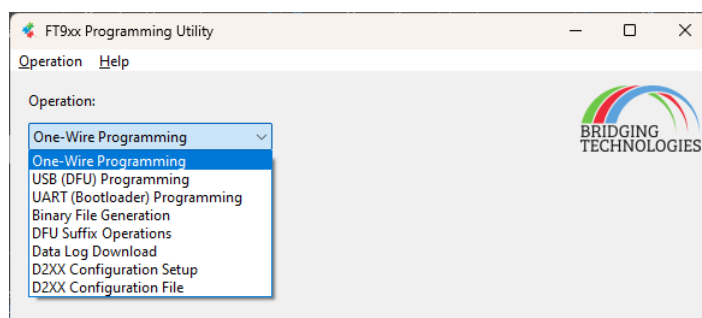 FT9xx Programming Utility
Operation Help
Operation:
One-Wire Programming
One-Wire Programming
USB (DFU) Programming
UART (Bootloader) Programming
Binary File Generation
DFU Suffix Operations
Data Log Download
D2XX Configuration Setup
D2XX Configuration File
BRIDGING
TECHNOLOGIES